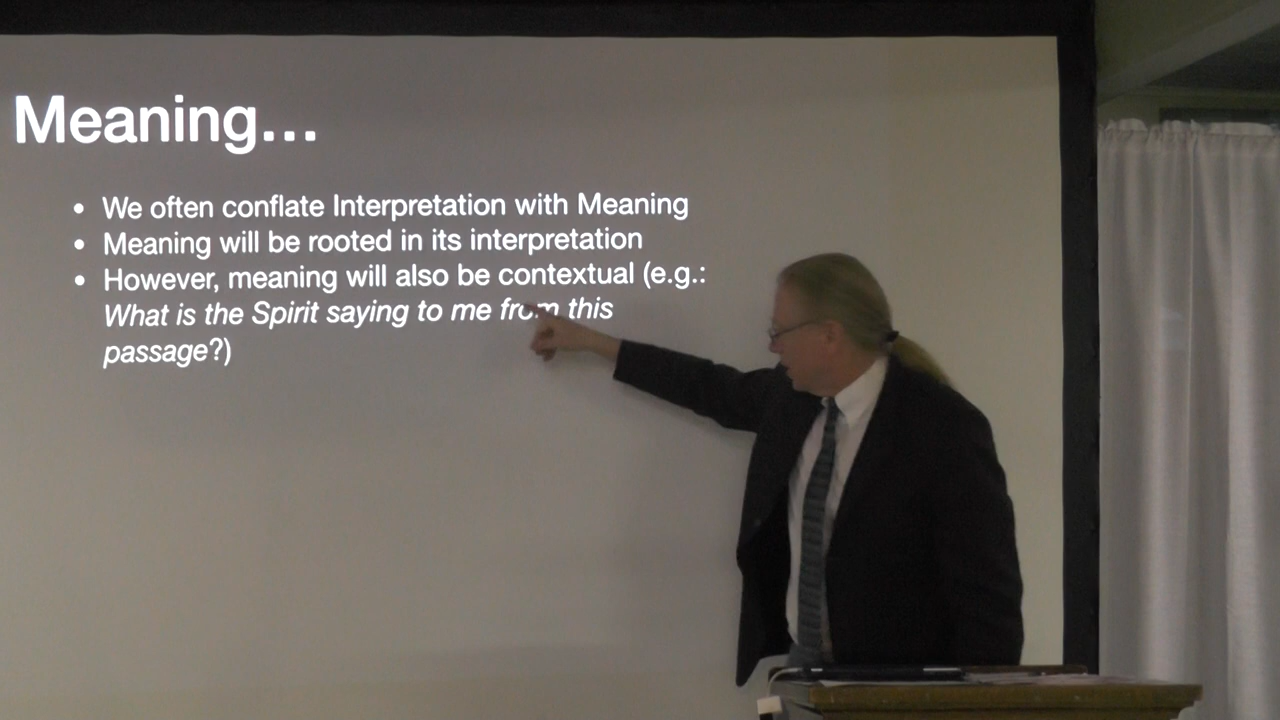 Meaning...
• We often conflate Interpretation with Meaning
• Meaning will be rooted in its interpretation
• However, meaning will also be contextual (e.g.:
What is the Spirit saying to me from this
passage?)